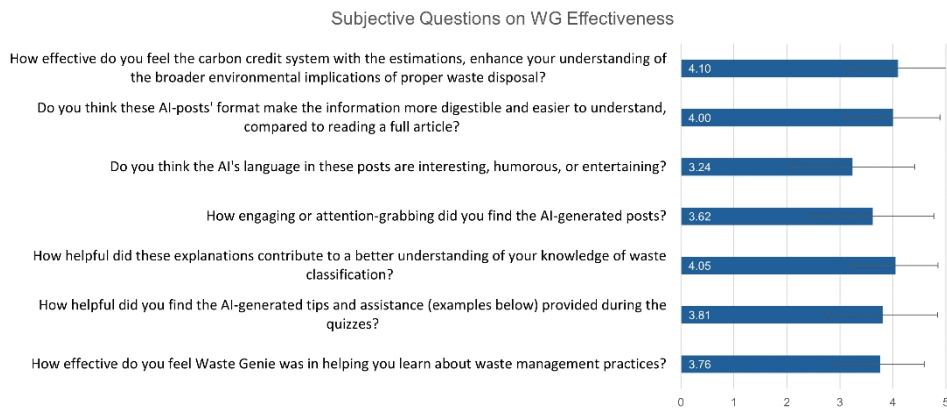 Subjective Questions on WG Effectiveness
How effective do you feel the carbon credit system with the estimations, enhance your understanding of
the broader environmental implications of proper waste disposal?
4.10
Do you think these AI-posts' format make the information more digestible and easier to understand,
compared to reading a full article?
4.00
Do you think the AI's language in these posts are interesting, humorous, or entertaining?
3.24
How engaging or attention-grabbing did you find the AI-generated posts?
3.62
How helpful did these explanations contribute to a better understanding of your knowledge of waste
classification?
4.05
How helpful did you find the AI-generated tips and assistance (examples below) provided during the
quizzes?
3.81
How effective do you feel Waste Genie was in helping you learn about waste management practices?
3.76
0 1 2 3 4 5